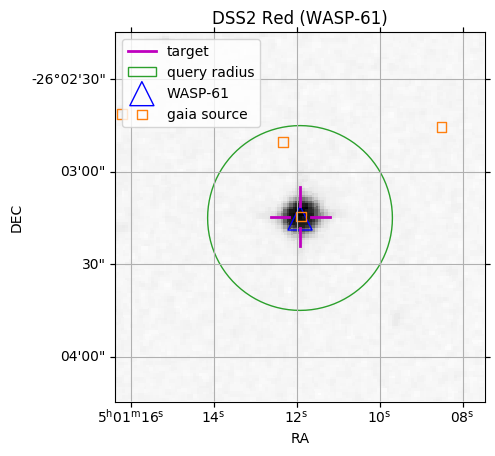 DSS2 Red (WASP-61)
target
query radius
WASP-61
gaia source
-26°02'30"
03'00"
30"
04'00"
DEC
5ʰ01ᵐ16ˢ
14ˢ
12ˢ
10ˢ
08ˢ
RA